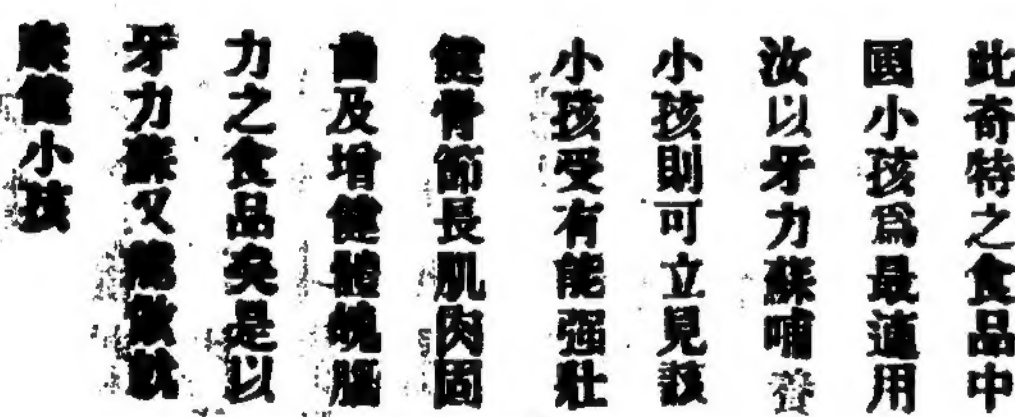 此奇特之食品中
國小孩爲最適用
汝以牙力蘇哺養
小孩則可立見該
小孩受有能强壯
健骨節長肌肉固
齒及增健體魄腦
力之食品矣是以
牙力蘇又
康健小孩